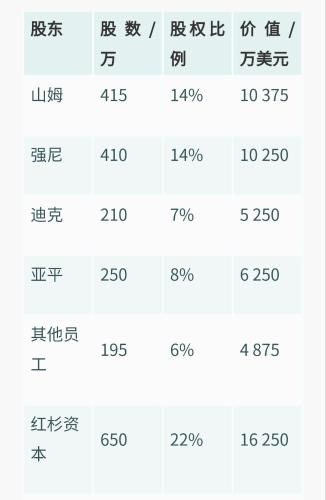 股东 股数/万 股权比例 价值/万美元
山姆 415 14% 10 375
强尼 410 14% 10 250
迪克 210 7% 5 250
亚平 250 8% 6 250
其他员工 195 6% 4 875
红杉资本 650 22% 16 250